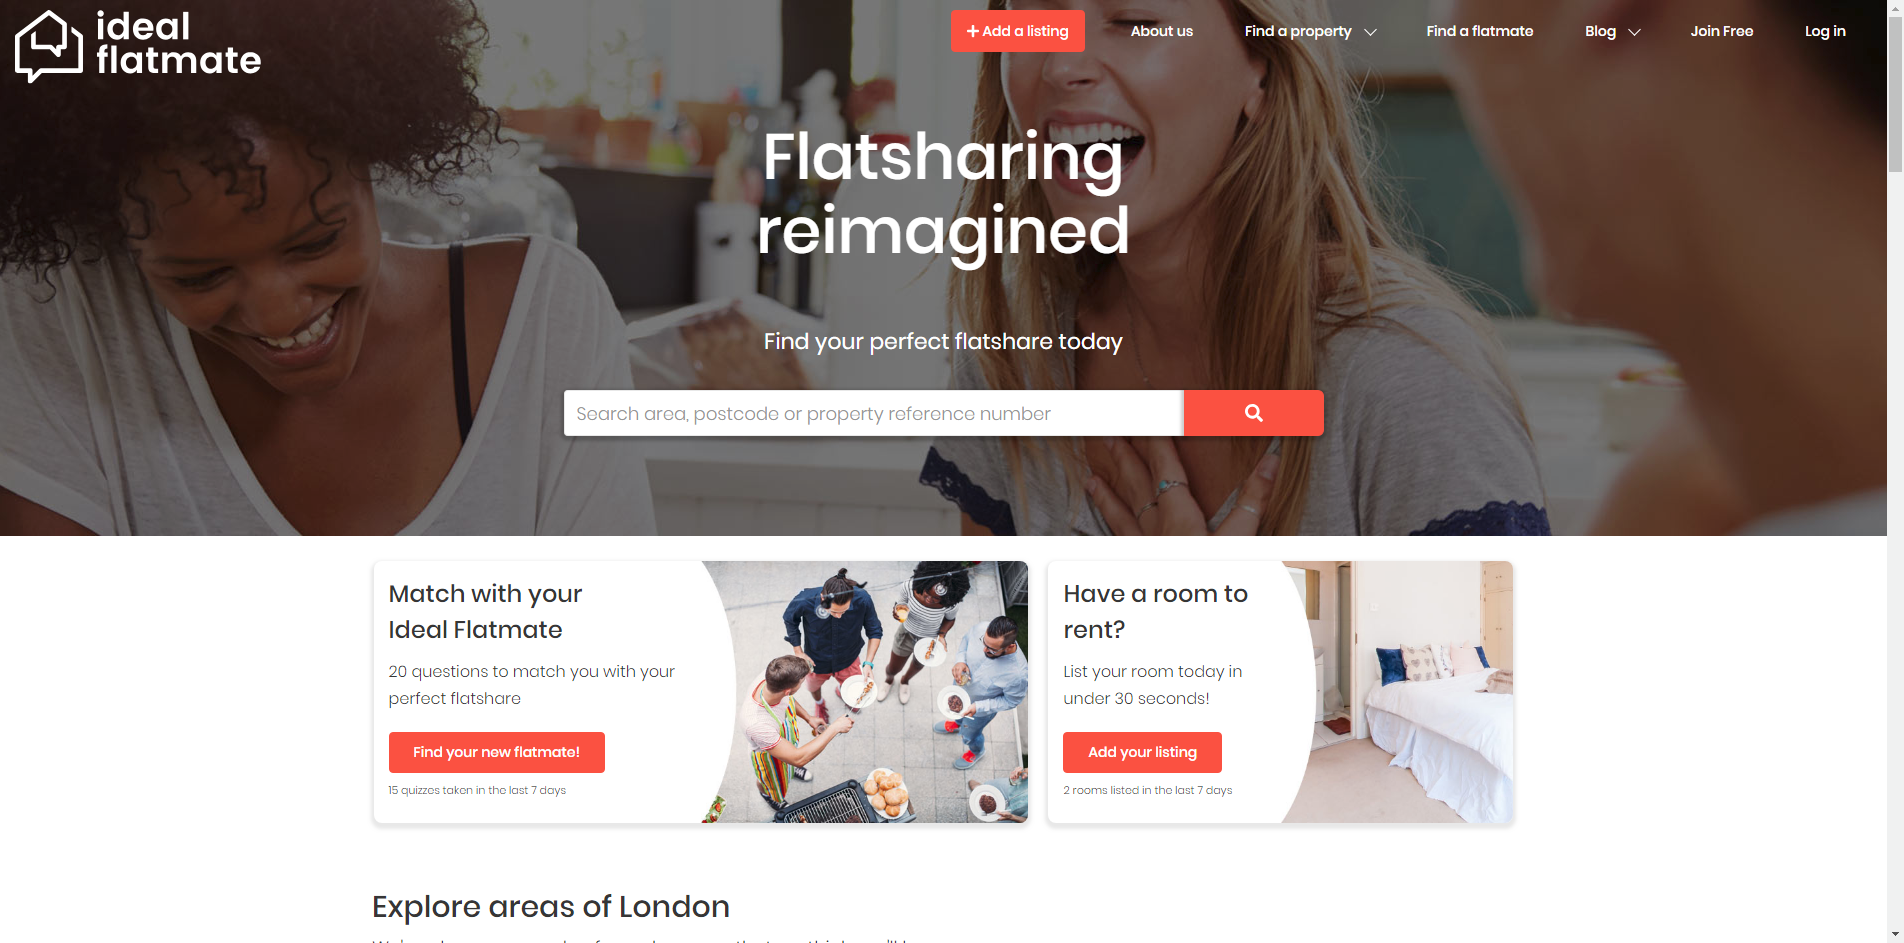 ideal
flatmate
Add a listing
About us
Find a property
Find a flatmate
Blog
Join Free
Log in
Flatsharing
reimagined
Find your perfect flatshare today
Search area, postcode or property reference number
Match with your
Ideal Flatmate
20 questions to match you with your
perfect flatshare
Find your new flatmate!
15 quizzes taken in the last 7 days
Have a room to
rent?
List your room today in
under 30 seconds!
Add your listing
2 rooms listed in the last 7 days
Explore areas of London